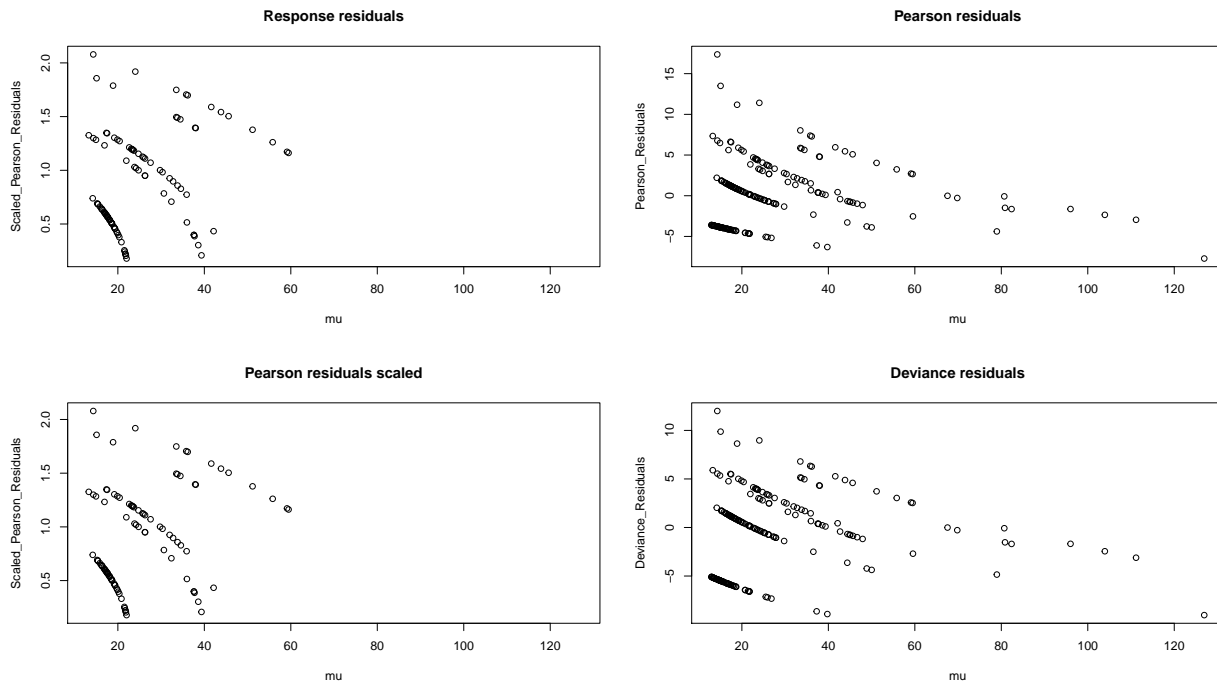 Response residuals
Scaled_Pearson_Residuals
2.0
1.5
1.0
0.5
20 40 60 80 100 120
mu
Pearson residuals
Pearson_Residuals
15
10
5
0
−5
20 40 60 80 100 120
mu
Pearson residuals scaled
Scaled_Pearson_Residuals
2.0
1.5
1.0
0.5
20 40 60 80 100 120
mu
Deviance residuals
Deviance_Residuals
10
5
0
−5
20 40 60 80 100 120
mu